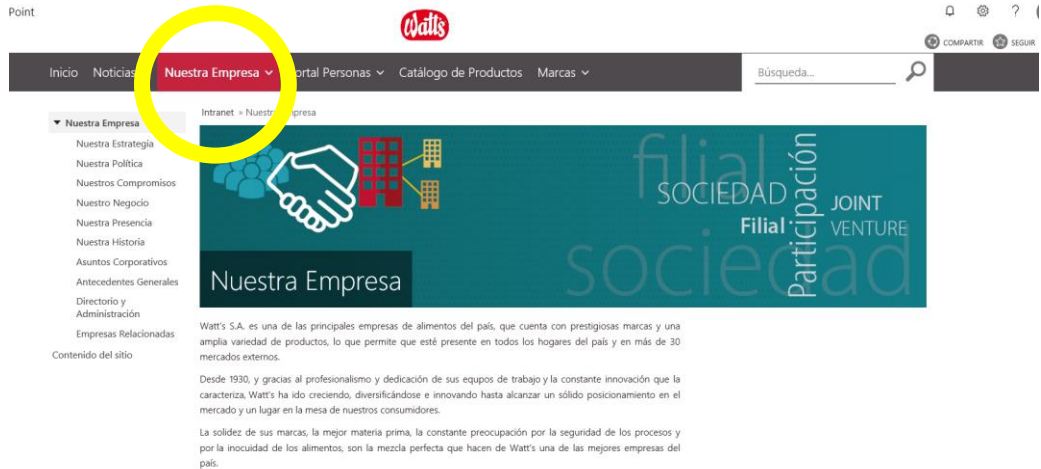 Point
Watt's
COMPARTIR SEGUIR
Inicio Noticias Nuestra Empresa Portal Personas Catálogo de Productos Marcas
Búsqueda...
Intranet » Nuestra Empresa
Nuestra Empresa
Nuestra Estrategia
Nuestra Política
Nuestros Compromisos
Nuestro Negocio
Nuestra Presencia
Nuestra Historia
Asuntos Corporativos
Antecedentes Generales
Directorio y
Administración
Empresas Relacionadas
Contenido del sitio
filial
SOCIEDAD
Filial
Participación
JOINT
VENTURE
sociedad
Nuestra Empresa
Watt's S.A. es una de las principales empresas de alimentos del país, que cuenta con prestigiosas marcas y una
amplia variedad de productos, lo que permite que esté presente en todos los hogares del país y en más de 30
mercados externos.
Desde 1930, y gracias al profesionalismo y dedicación de sus equpos de trabajo y la constante innovación que la
caracteriza, Watt's ha ido creciendo, diversificándose e innovando hasta alcanzar un sólido posicionamiento en el
mercado y un lugar en la mesa de nuestros consumidores.
La solidez de sus marcas, la mejor materia prima, la constante preocupación por la seguridad de los procesos y
por la inocuidad de los alimentos, son la mezcla perfecta que hacen de Watt's una de las mejores empresas del
país.